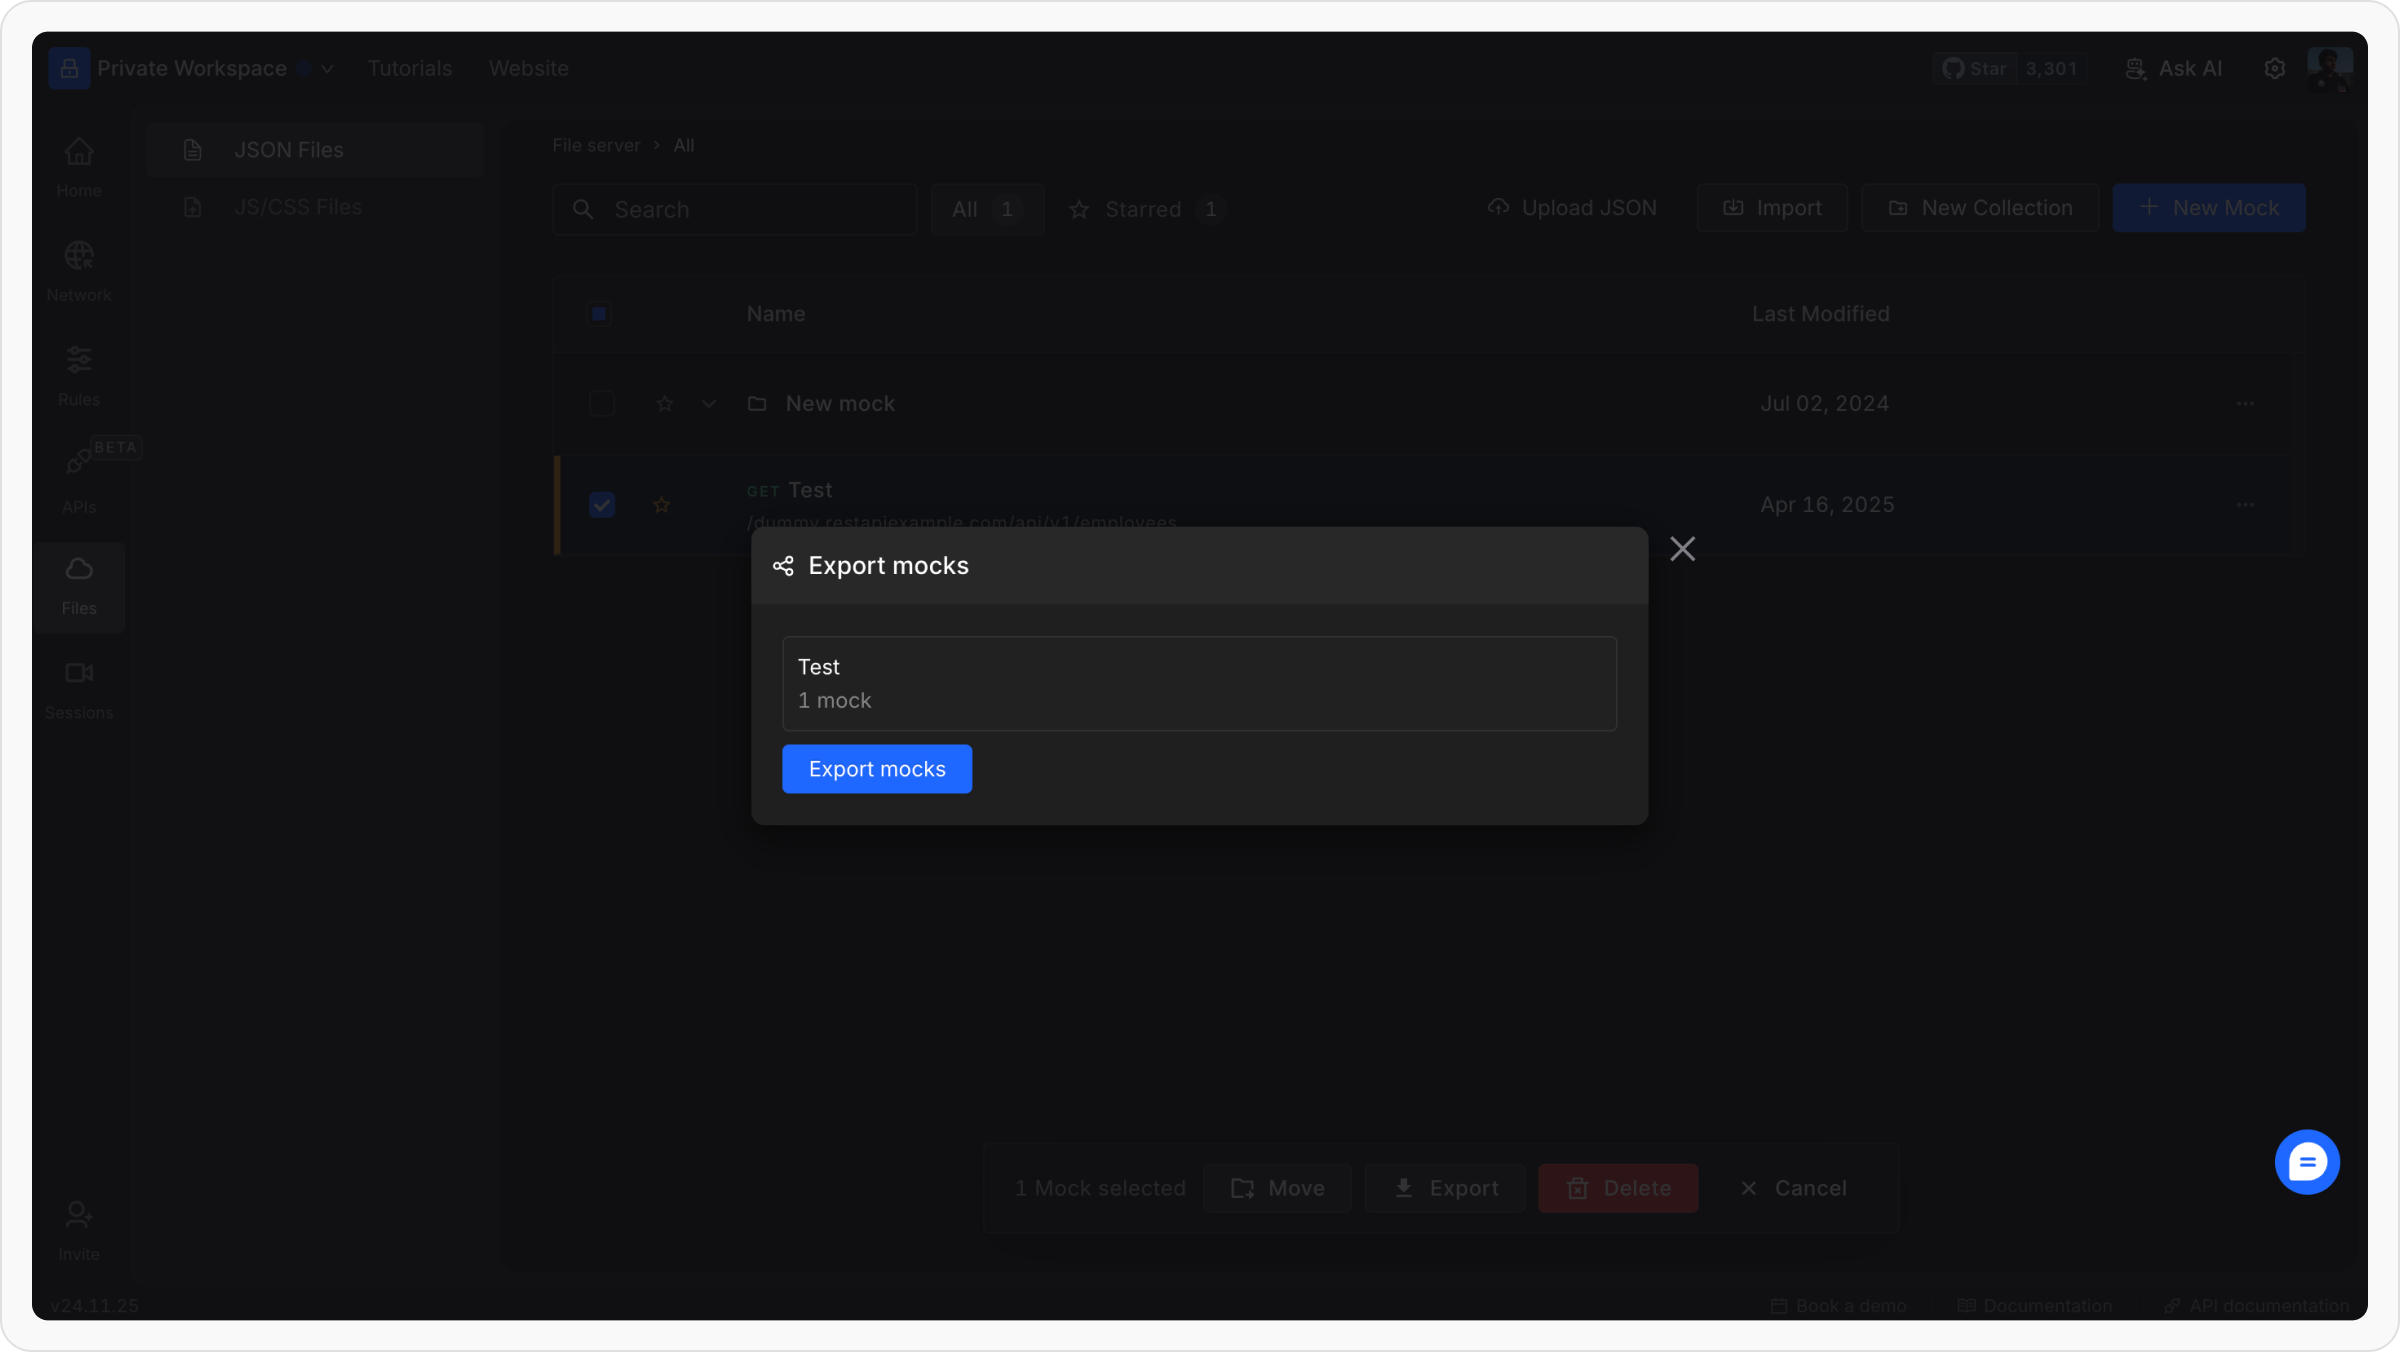 Private Workspace
Tutorials
Website
Star 3,301
Ask AI
Home
Network
Rules
BETA
APIs
Files
Sessions
Invite
v24.11.25
JSON Files
JS/CSS Files
File server > All
Search
All 1
Starred 1
Upload JSON
Import
New Collection
New Mock
Name
Last Modified
New mock
Jul 02, 2024
GET Test
Apr 16, 2025
/dummy.restapiexample.com/api/v1/employees
Export mocks
Test
1 mock
Export mocks
1 Mock selected
Move
Export
Delete
Cancel
Book a demo
Documentation
API documentation